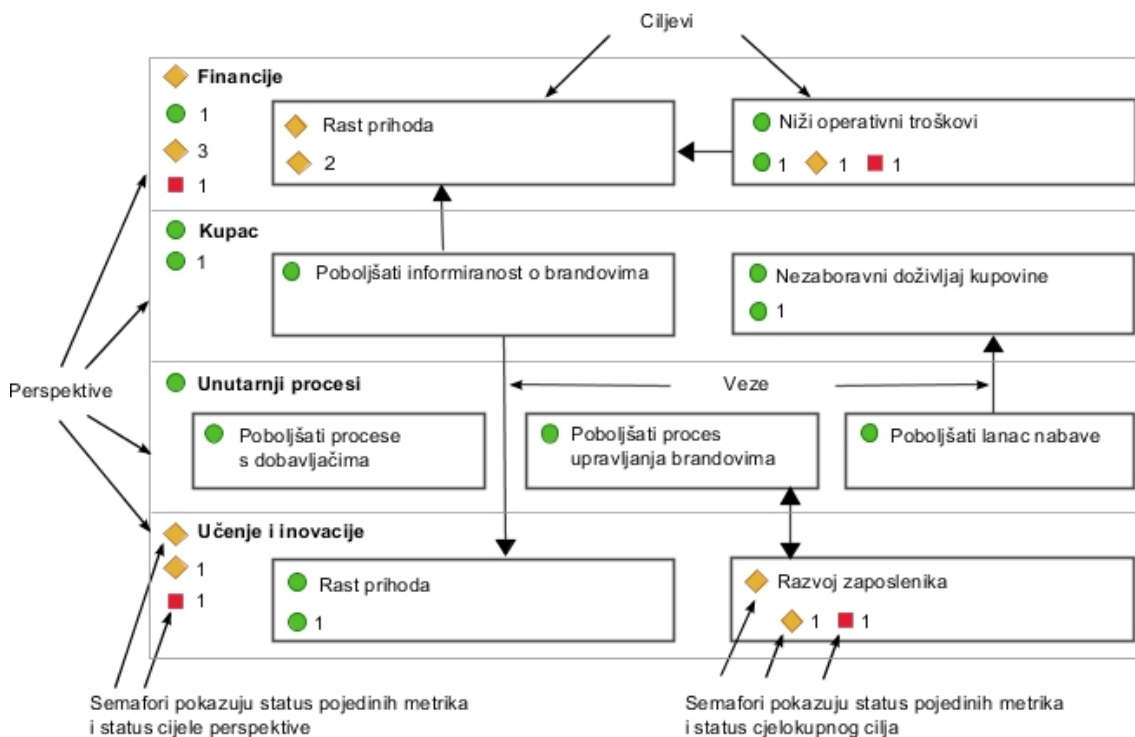 Ciljevi
Financije
1
3
1
Rast prihoda
2
Niži operativni troškovi
1 1 1
Kupac
1
Poboljšati informiranost o brandovima
Nezaboravni doživljaj kupovine
1
Perspektive
Unutarnji procesi
Veze
Poboljšati procese
s dobavljačima
Poboljšati proces
upravljanja brandovima
Poboljšati lanac nabave
Učenje i inovacije
1
1
Rast prihoda
1
Razvoj zaposlenika
1 1
Semafori pokazuju status pojedinih metrika
i status cijele perspektive
Semafori pokazuju status pojedinih metrika
i status cjelokupnog cilja